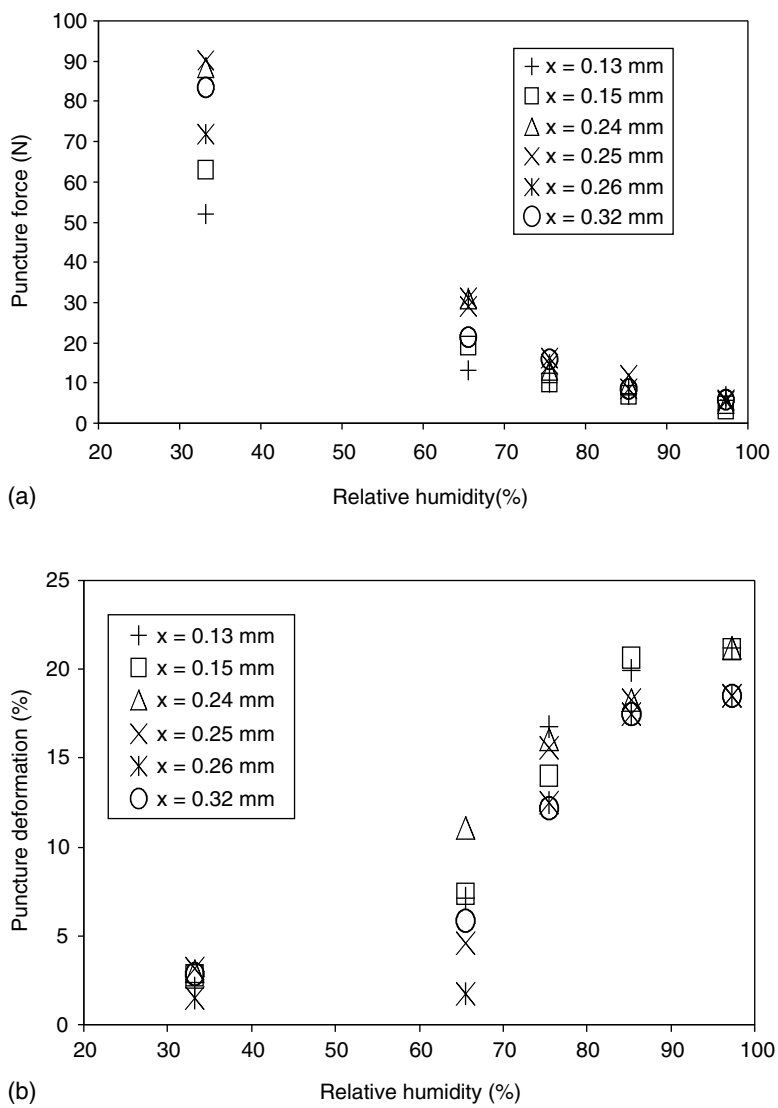 100
90
80
70
60
50
40
30
20
10
0
Puncture force (N)
x = 0.13 mm
x = 0.15 mm
x = 0.24 mm
x = 0.25 mm
x = 0.26 mm
x = 0.32 mm
20 30 40 50 60 70 80 90 100
(a) Relative humidity(%)
25
20
15
10
5
0
Puncture deformation (%)
x = 0.13 mm
x = 0.15 mm
x = 0.24 mm
x = 0.25 mm
x = 0.26 mm
x = 0.32 mm
20 30 40 50 60 70 80 90 100
(b) Relative humidity (%)